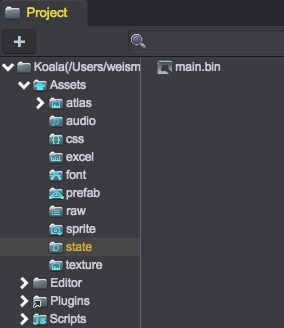 Project
+
Koala(/Users/weism
main.bin
Assets
atlas
audio
css
excel
font
prefab
raw
sprite
state
texture
Editor
Plugins
Scripts